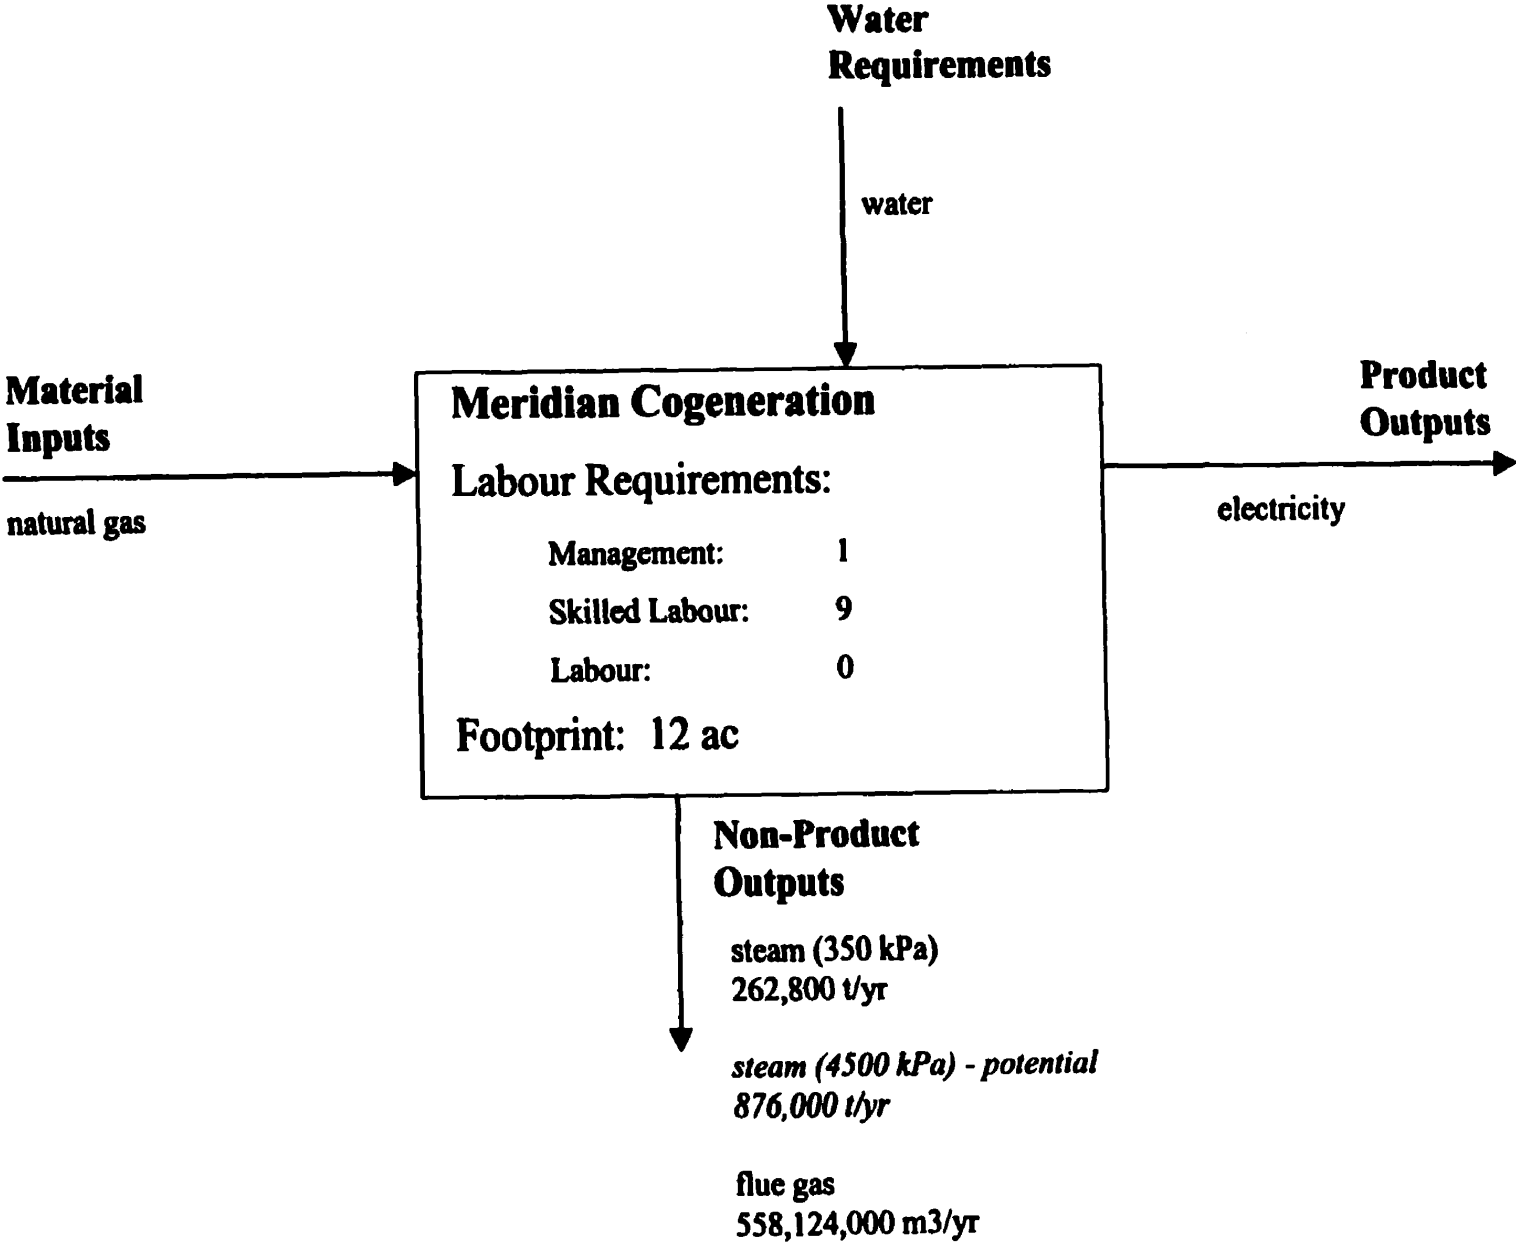 Water
Requirements
water
Material
Inputs
natural gas
Meridian Cogeneration
Labour Requirements:
Management: 1
Skilled Labour: 9
Labour: 0
Footprint: 12 ac
Product
Outputs
electricity
Non-Product
Outputs
steam (350 kPa)
262,800 t/yr
steam (4500 kPa) - potential
876,000 t/yr
flue gas
558,124,000 m3/yr